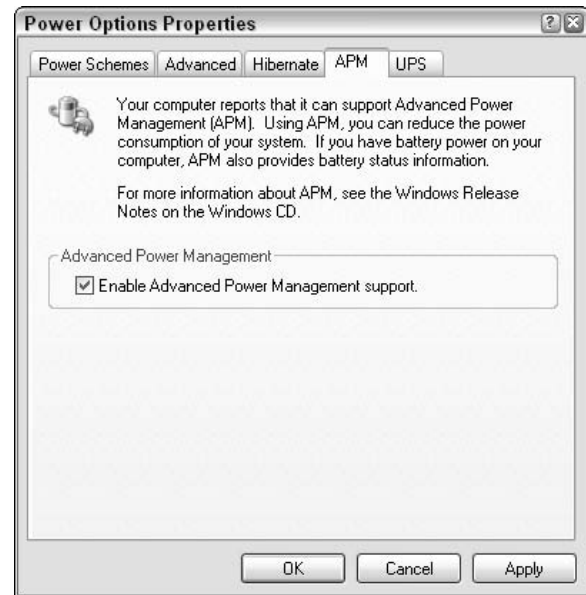 Power Options Properties
Power Schemes Advanced Hibernate APM UPS
Your computer reports that it can support Advanced Power
Management (APM). Using APM, you can reduce the power
consumption of your system. If you have battery power on your
computer, APM also provides battery status information.
For more information about APM, see the Windows Release
Notes on the Windows CD.
Advanced Power Management
Enable Advanced Power Management support.
OK Cancel Apply